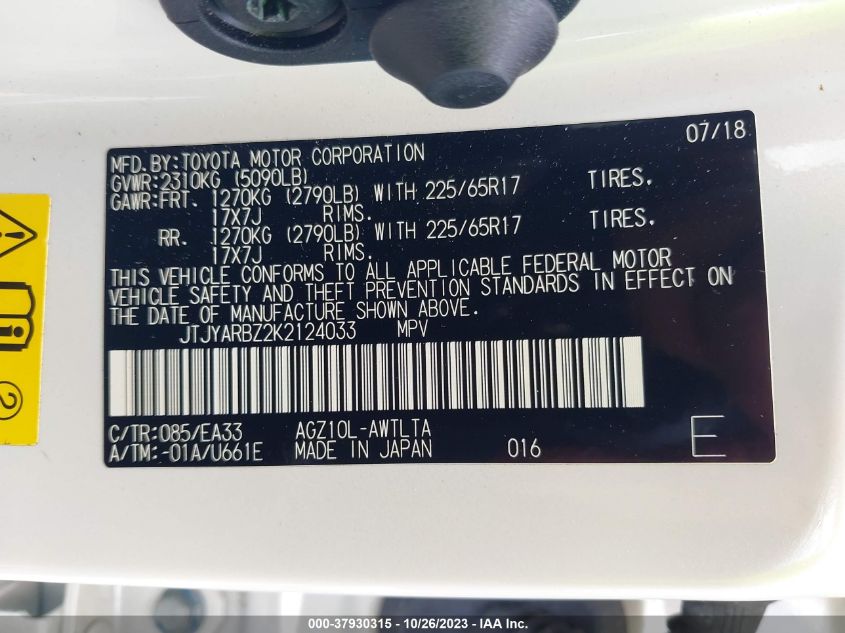 07/18
MFD.BY:TOYOTA MOTOR CORPORATION
GVWR:2310KG (5090LB)
GAWR:FRT. 1270KG (2790LB) WITH 225/65R17 TIRES.
17X7J RIMS.
RR. 1270KG (2790LB) WITH 225/65R17 TIRES.
17X7J RIMS.
THIS VEHICLE CONFORMS TO ALL APPLICABLE FEDERAL MOTOR
VEHICLE SAFETY AND THEFT PREVENTION STANDARDS IN EFFECT ON
THE DATE OF MANUFACTURE SHOWN ABOVE.
JTJYARBZ2K2124033 MPV
C/TR:085/EA33 AGZ10L-AWTLTA
A/TM:-01A/U661E MADE IN JAPAN 016 E
2
000-37930315 - 10/26/2023 - IAA Inc.